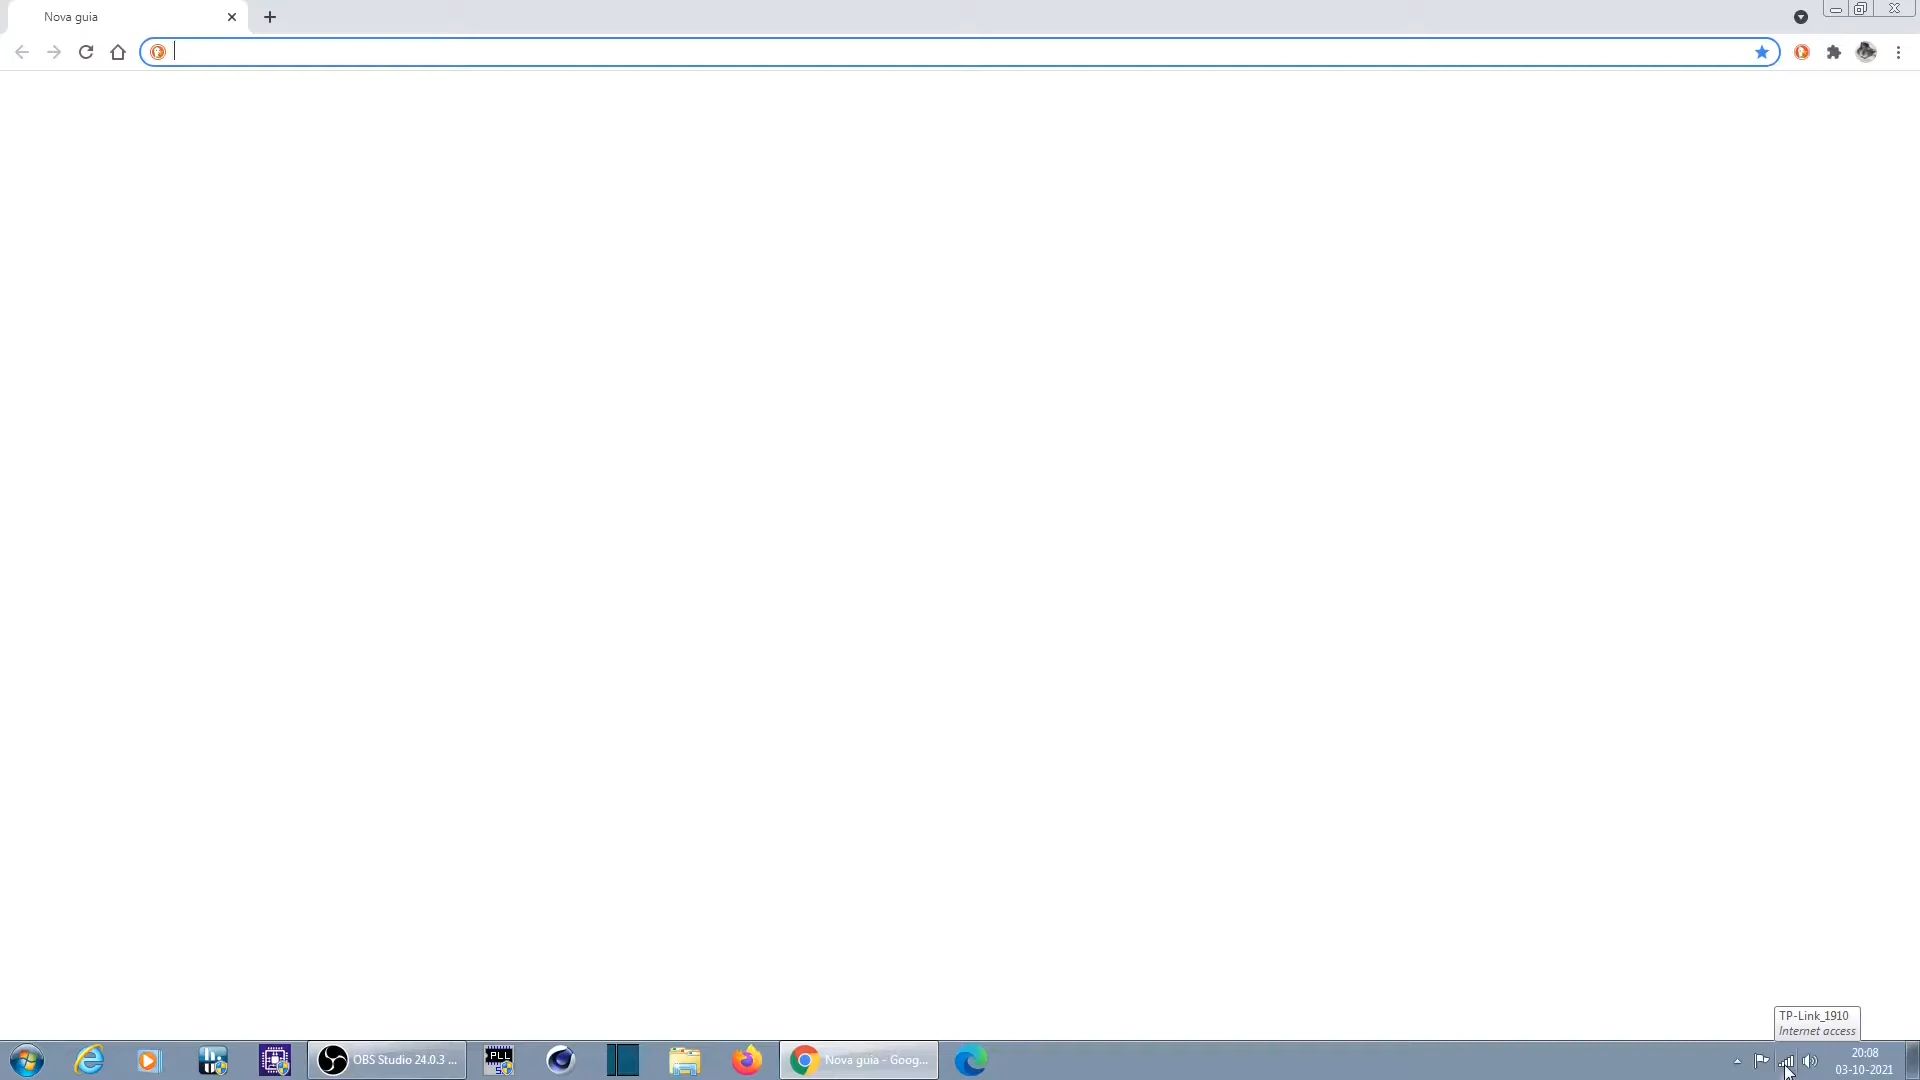 Nova guia
TP-Link_1910
Internet access
OBS Studio 24.0.3 ...
PLL
Nova guia - Goog...
20:08
03-10-2021